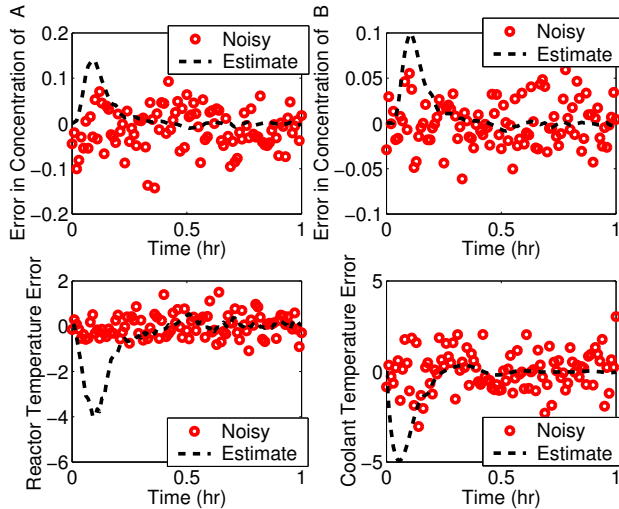 Error in Concentration of A
0.2
0.1
0
−0.1
−0.2
0
0.5
1
Time (hr)
Noisy
Estimate
Error in Concentration of B
0.1
0.05
0
−0.05
−0.1
0
0.5
1
Time (hr)
Noisy
Estimate
Reactor Temperature Error
2
0
−2
−4
−6
0
0.5
1
Time (hr)
Noisy
Estimate
Coolant Temperature Error
5
0
−5
0
0.5
1
Time (hr)
Noisy
Estimate